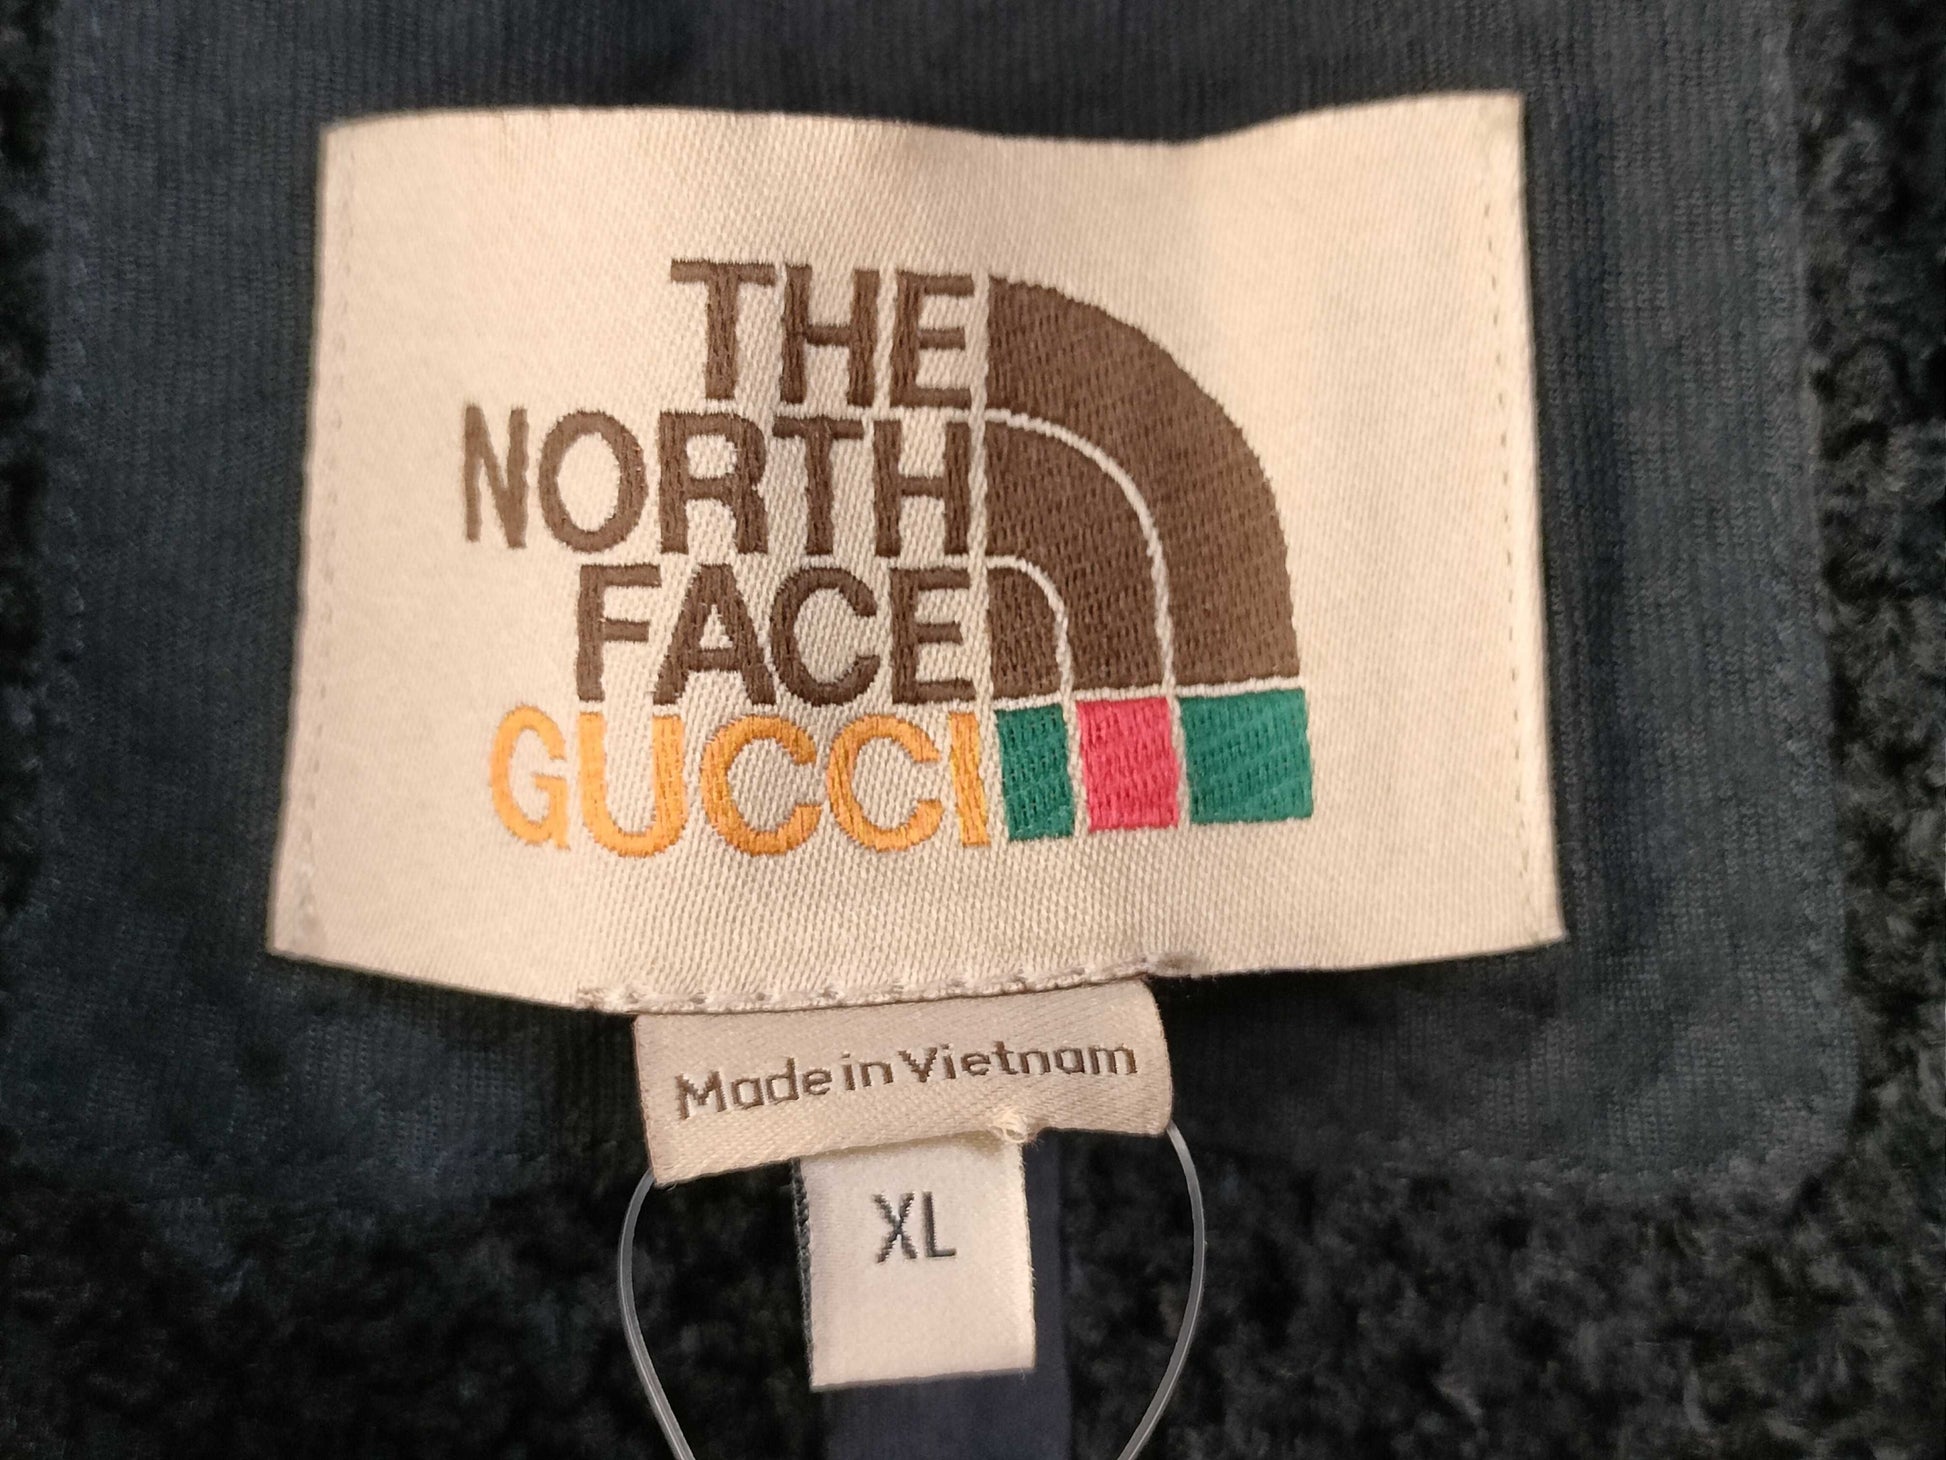 THE
NORTH
FACE
GUCCI
Made in Vietnam
XL